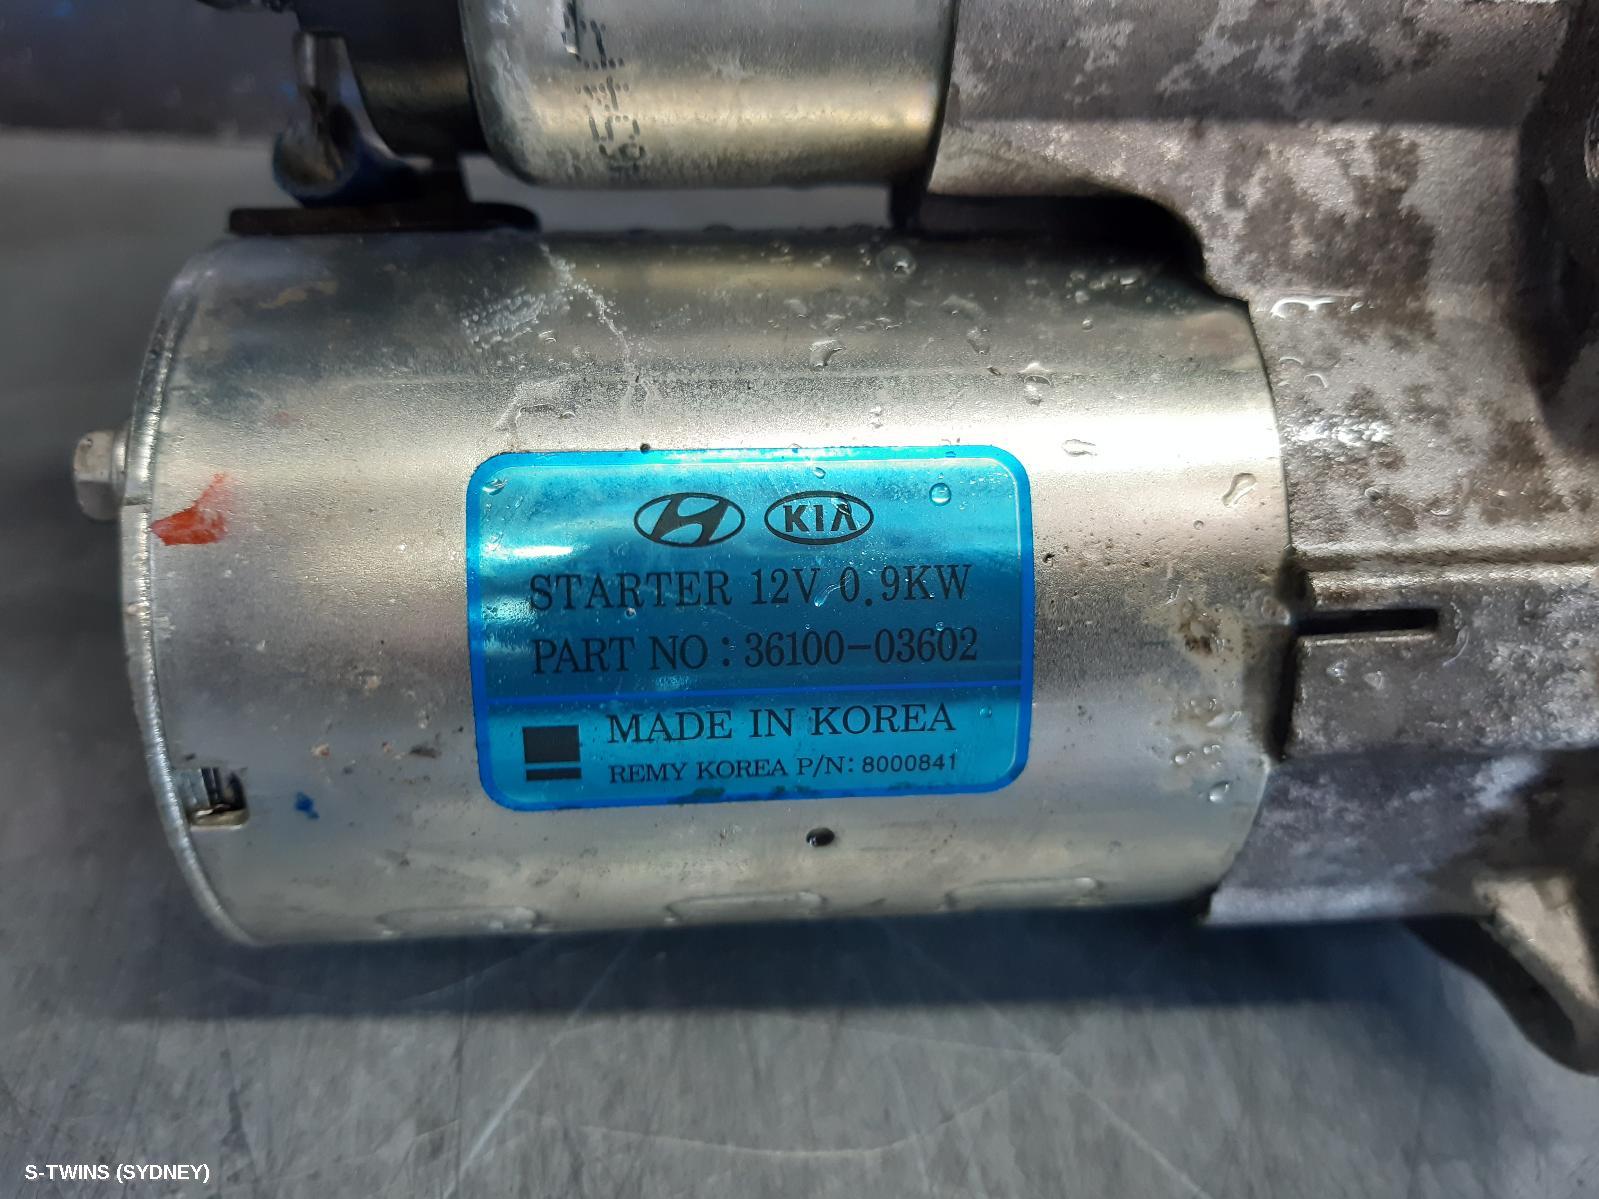 KIA
STARTER 12V 0.9KW
PART NO : 36100-03602
MADE IN KOREA
REMY KOREA P/N: 8000841
S-TWINS (SYDNEY)